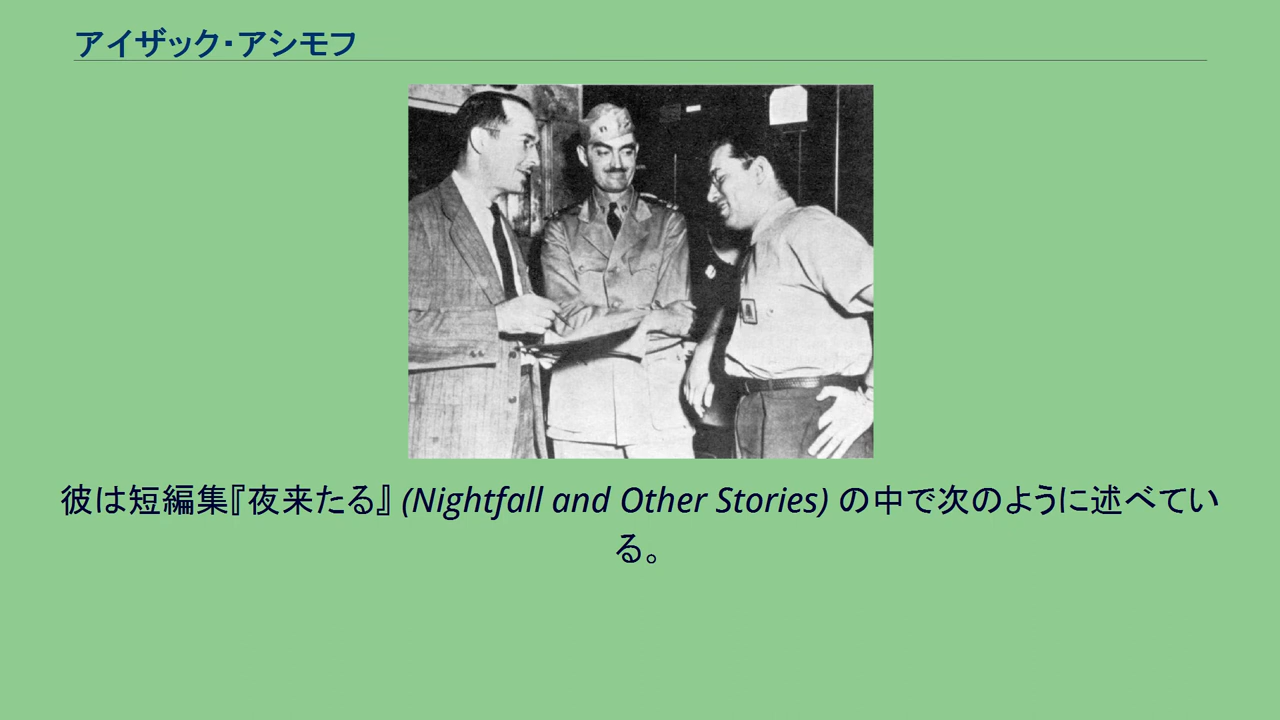 アイザック・アシモフ
彼は短編集『夜来たる』 (Nightfall and Other Stories) の中で次のように述べてい
る。